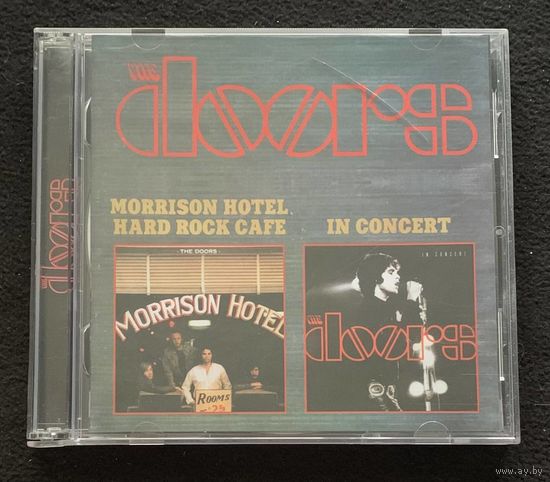 THE
doors
MORRISON HOTEL
HARD ROCK CAFE
IN CONCERT
THE DOORS
MORRISON HOTEL
ROOMS
IN CONCERT
THE
doors
THE
doors
www.ay.by